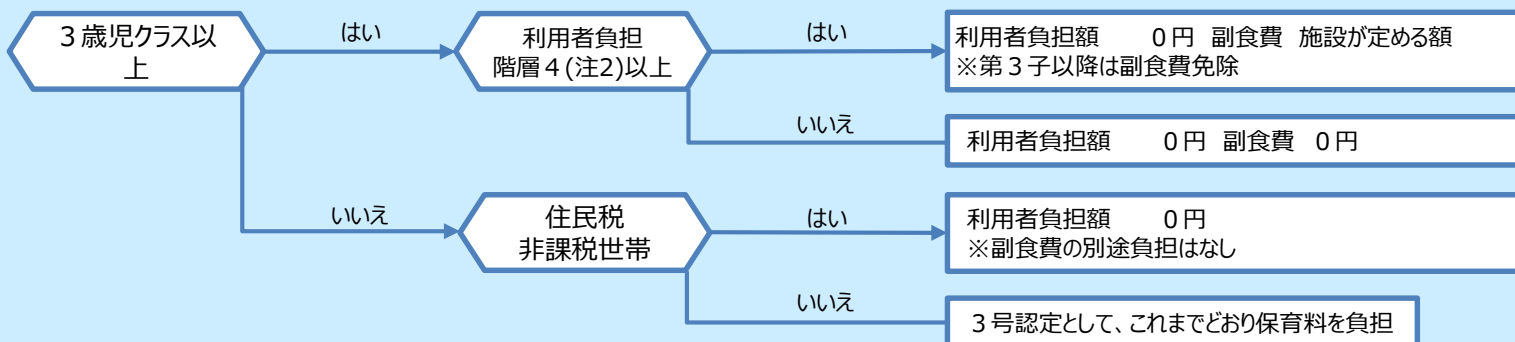 ３歳児クラス以
上
はい
利用者負担
階層４(注2)以上
はい
利用者負担額　　０円　副食費　施設が定める額
※第３子以降は副食費免除
いいえ
利用者負担額　　０円　副食費　０円
いいえ
住民税
非課税世帯
はい
利用者負担額　　０円
※副食費の別途負担はなし
いいえ
３号認定として、これまでどおり保育料を負担